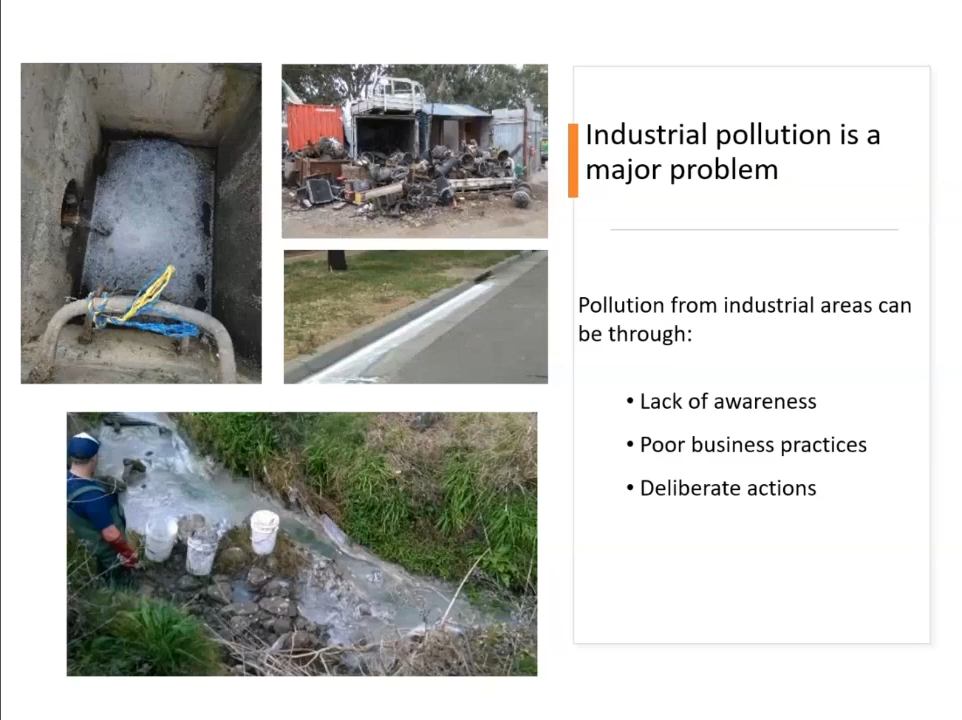 Industrial pollution is a
major problem
Pollution from industrial areas can
be through:
• Lack of awareness
• Poor business practices
• Deliberate actions